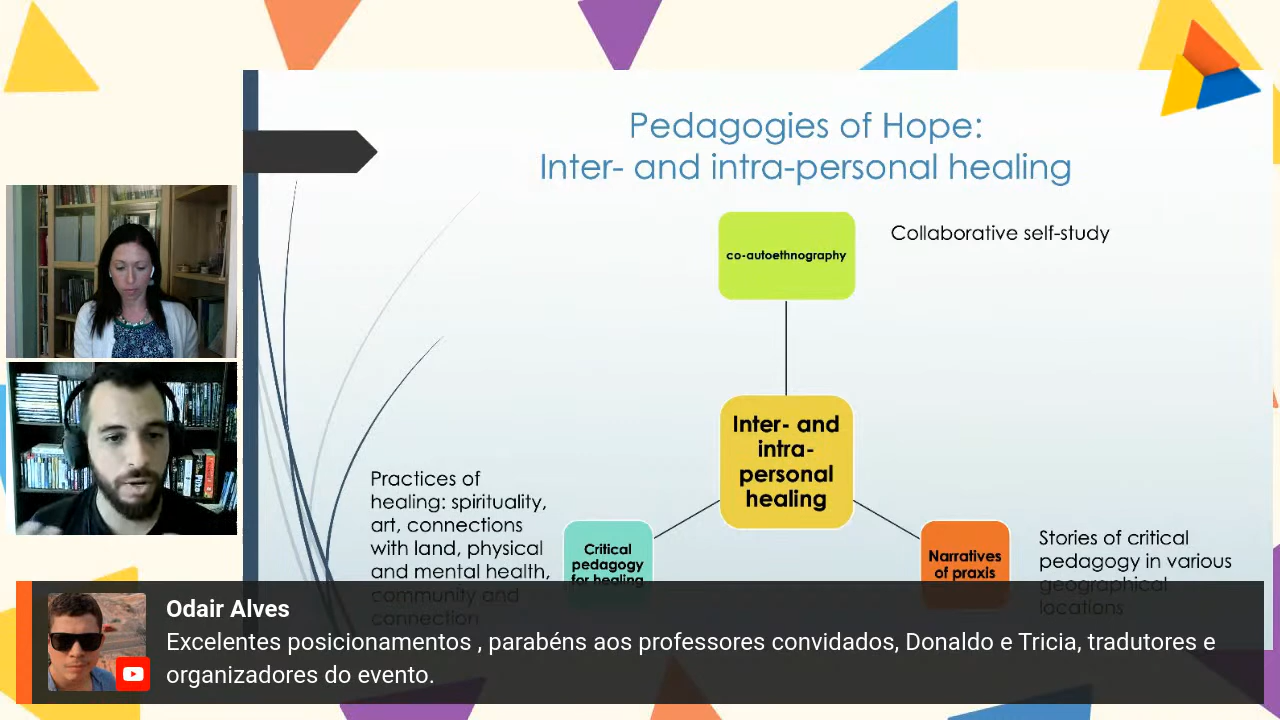 Pedagogies of Hope:
Inter- and intra-personal healing
co-autoethnography
Collaborative self-study
Inter- and
intra-
personal
healing
Practices of
healing: spirituality,
art, connections
with land, physical
and mental health,
community and
connection
Critical
pedagogy
for healing
Narratives
of praxis
Stories of critical
pedagogy in various
geographical
locations
Odair Alves
Excelentes posicionamentos , parabéns aos professores convidados, Donaldo e Tricia, tradutores e
organizadores do evento.